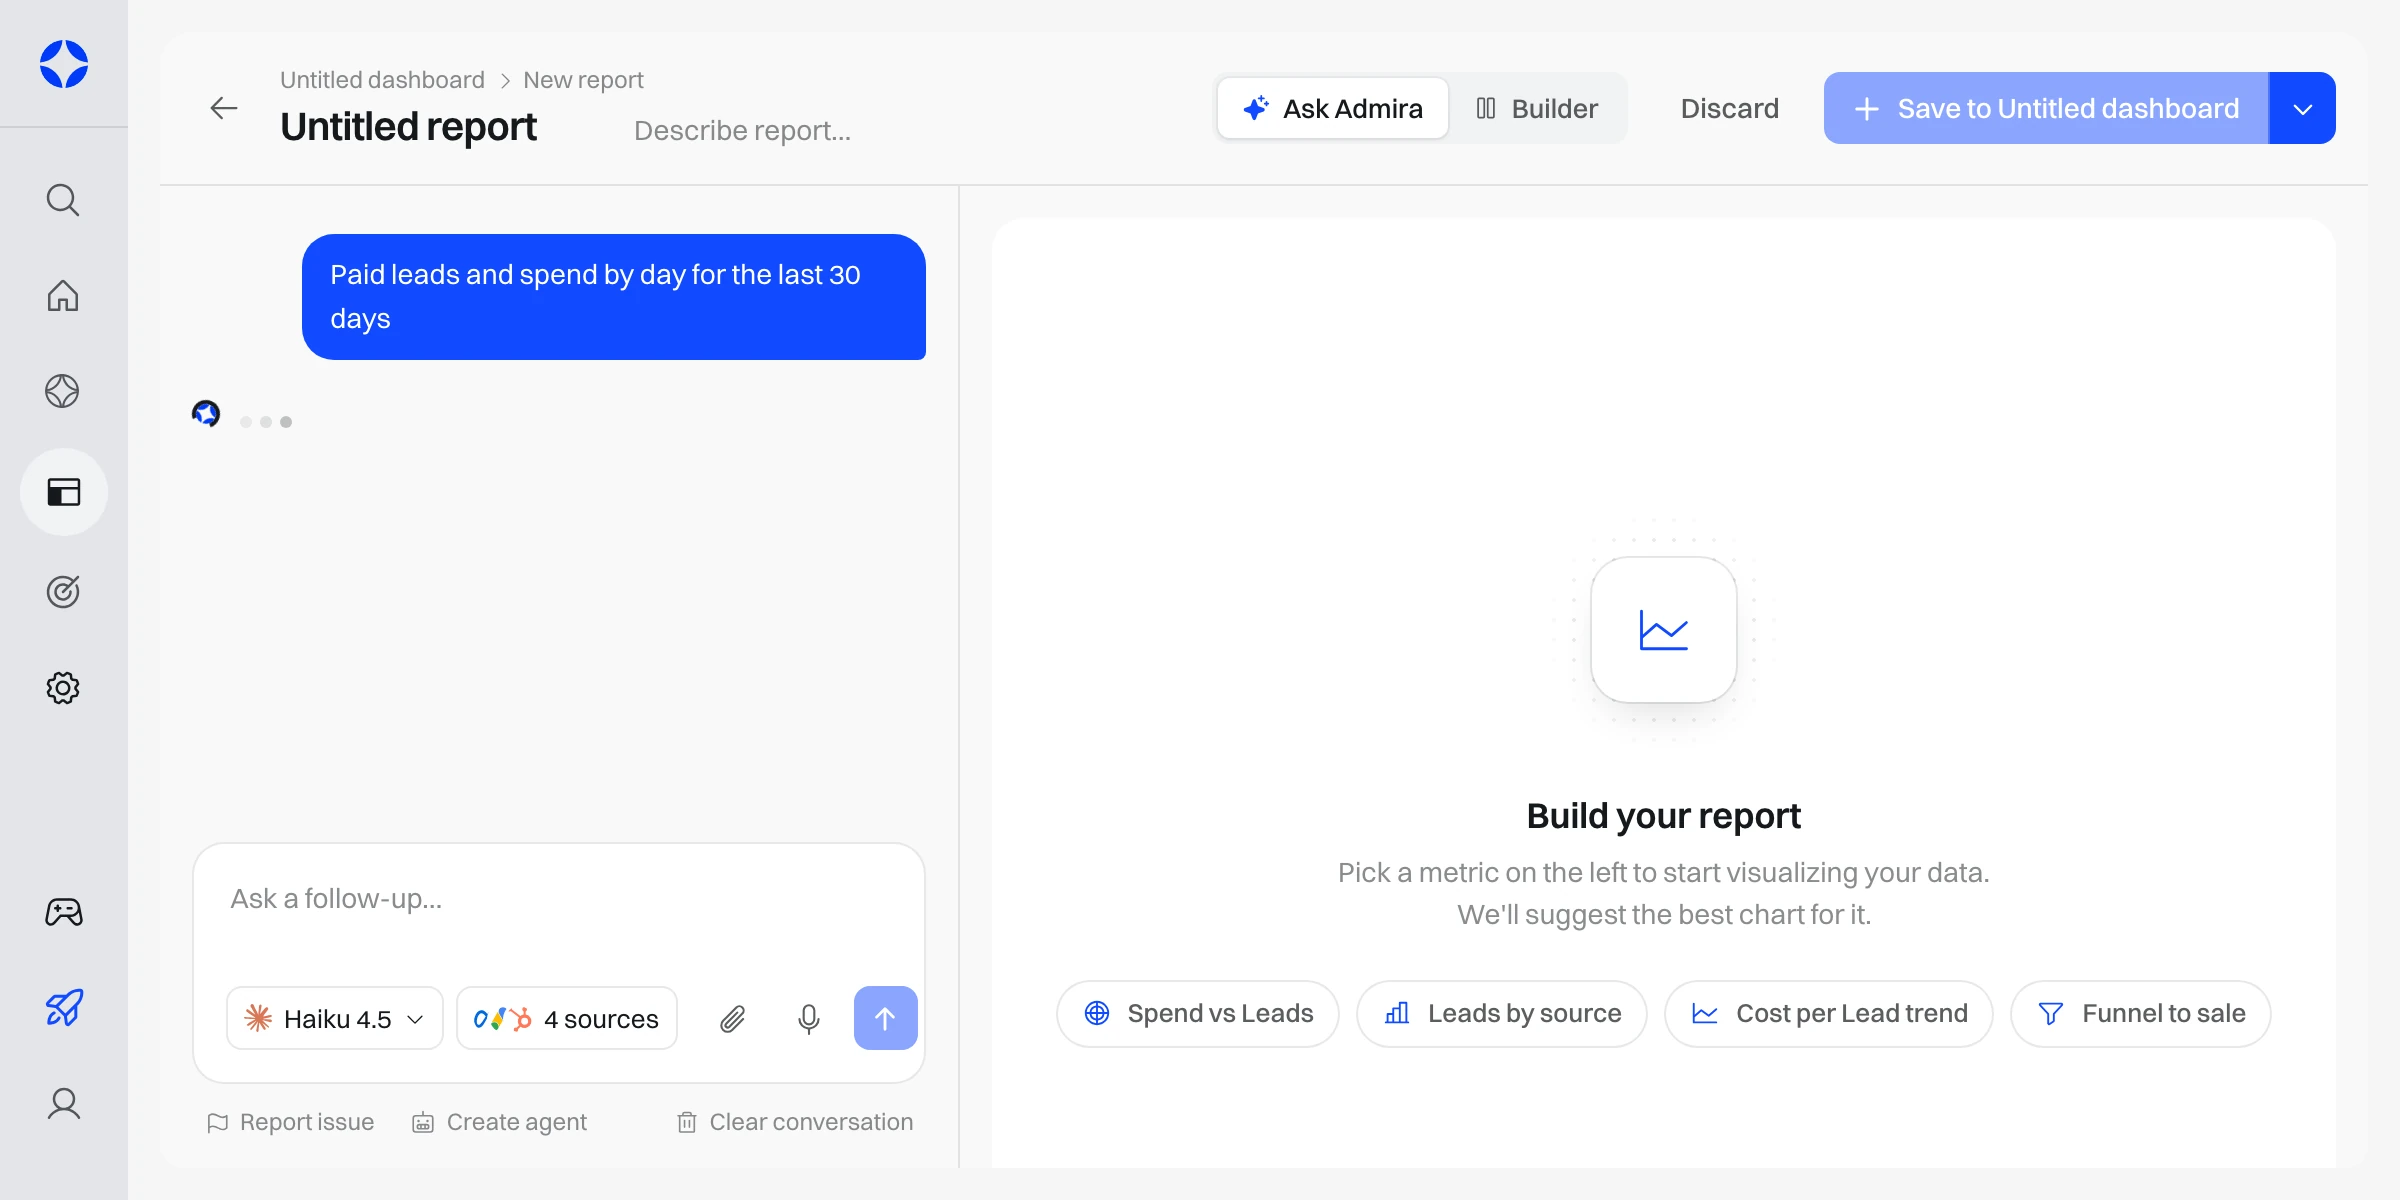 Untitled dashboard > New report
Untitled report
Describe report...
Ask Admira
Builder
Discard
Save to Untitled dashboard
Paid leads and spend by day for the last 30
days
Ask a follow-up...
Haiku 4.5
4 sources
Report issue
Create agent
Clear conversation
Build your report
Pick a metric on the left to start visualizing your data.
We'll suggest the best chart for it.
Spend vs Leads
Leads by source
Cost per Lead trend
Funnel to sale